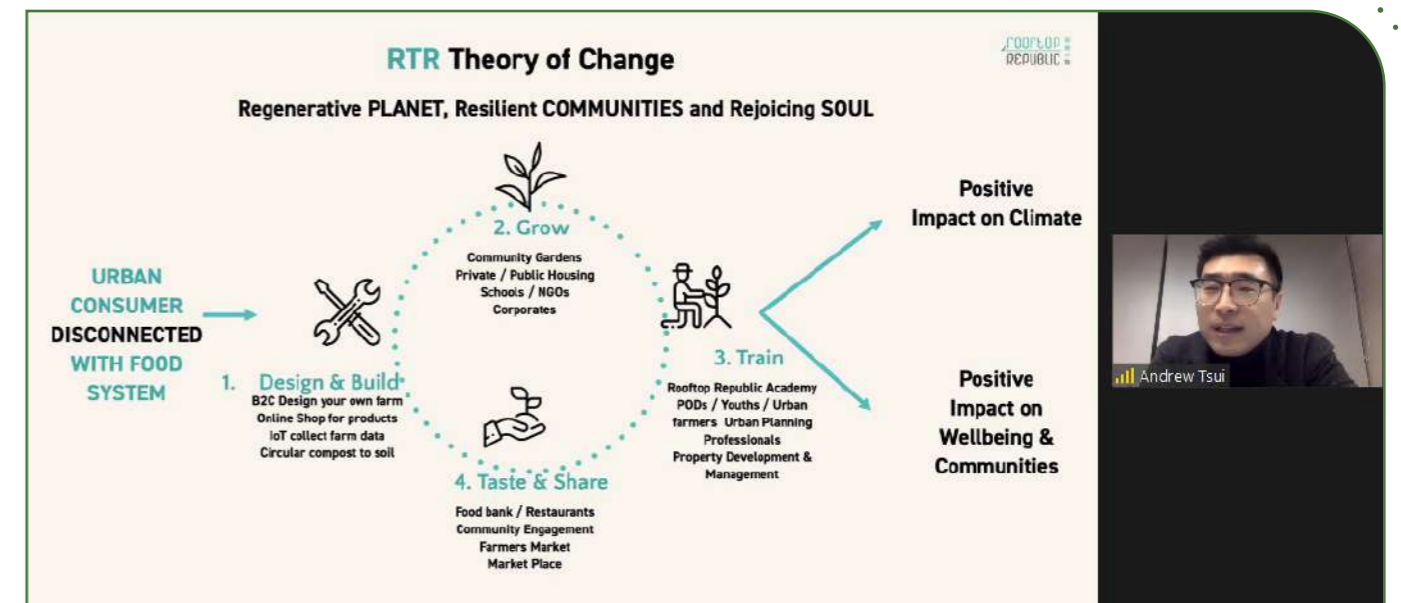 RTR Theory of Change
rooftop
REPUBLIC
Regenerative PLANET, Resilient COMMUNITIES and Rejoicing SOUL
URBAN
CONSUMER
DISCONNECTED
WITH FOOD
SYSTEM
1. Design & Build
B2C Design your own farm
Online Shop for products
IoT collect farm data
Circular compost to soil
2. Grow
Community Gardens
Private / Public Housing
Schools / NGOs
Corporates
3. Train
Rooftop Republic Academy
PODs / Youths / Urban
farmers Urban Planning
Professionals
Property Development &
Management
4. Taste & Share
Food bank / Restaurants
Community Engagement
Farmers Market
Market Place
Positive
Impact on Climate
Positive
Impact on
Wellbeing &
Communities
Andrew Tsui